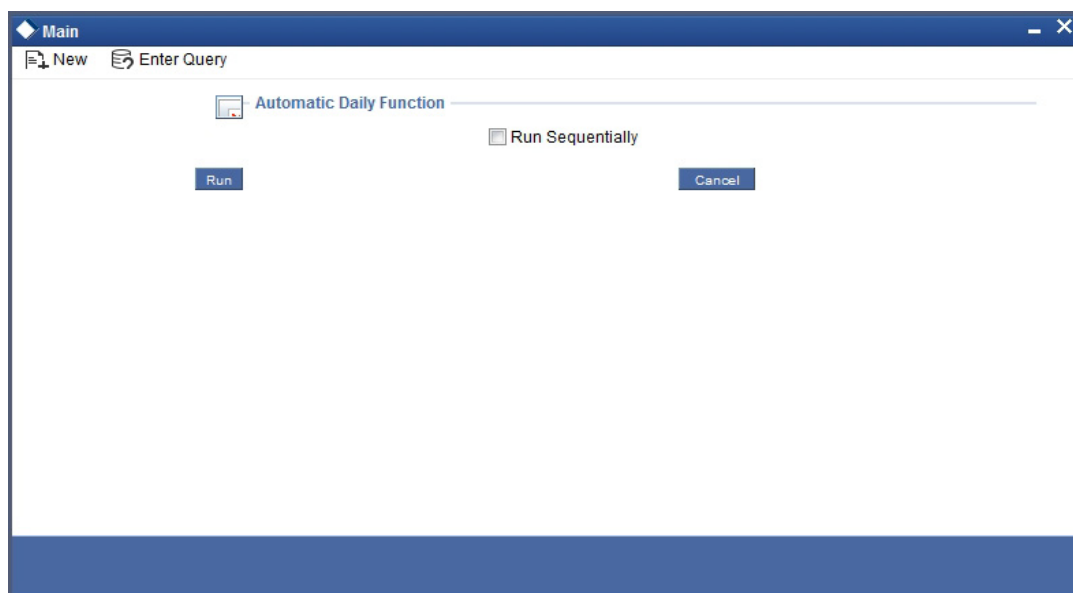 Main
New Enter Query
Automatic Daily Function
Run Sequentially
Run Cancel